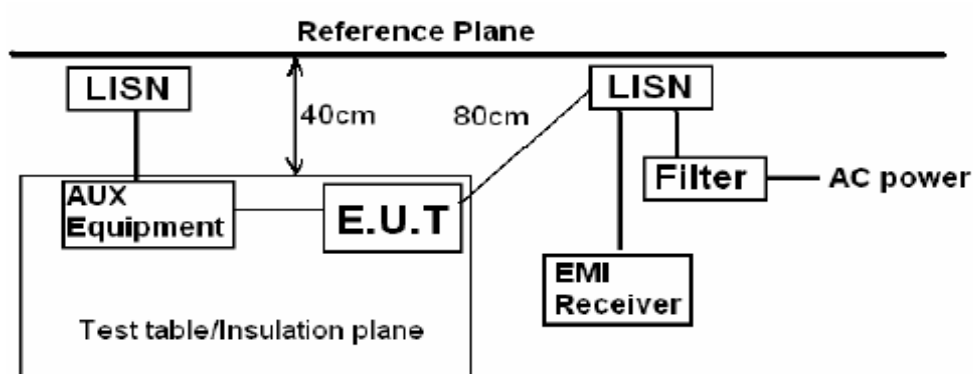 Reference Plane
LISN
40cm
80cm
LISN
AUX
Equipment
E.U.T
Filter
AC power
EMI
Receiver
Test table/Insulation plane